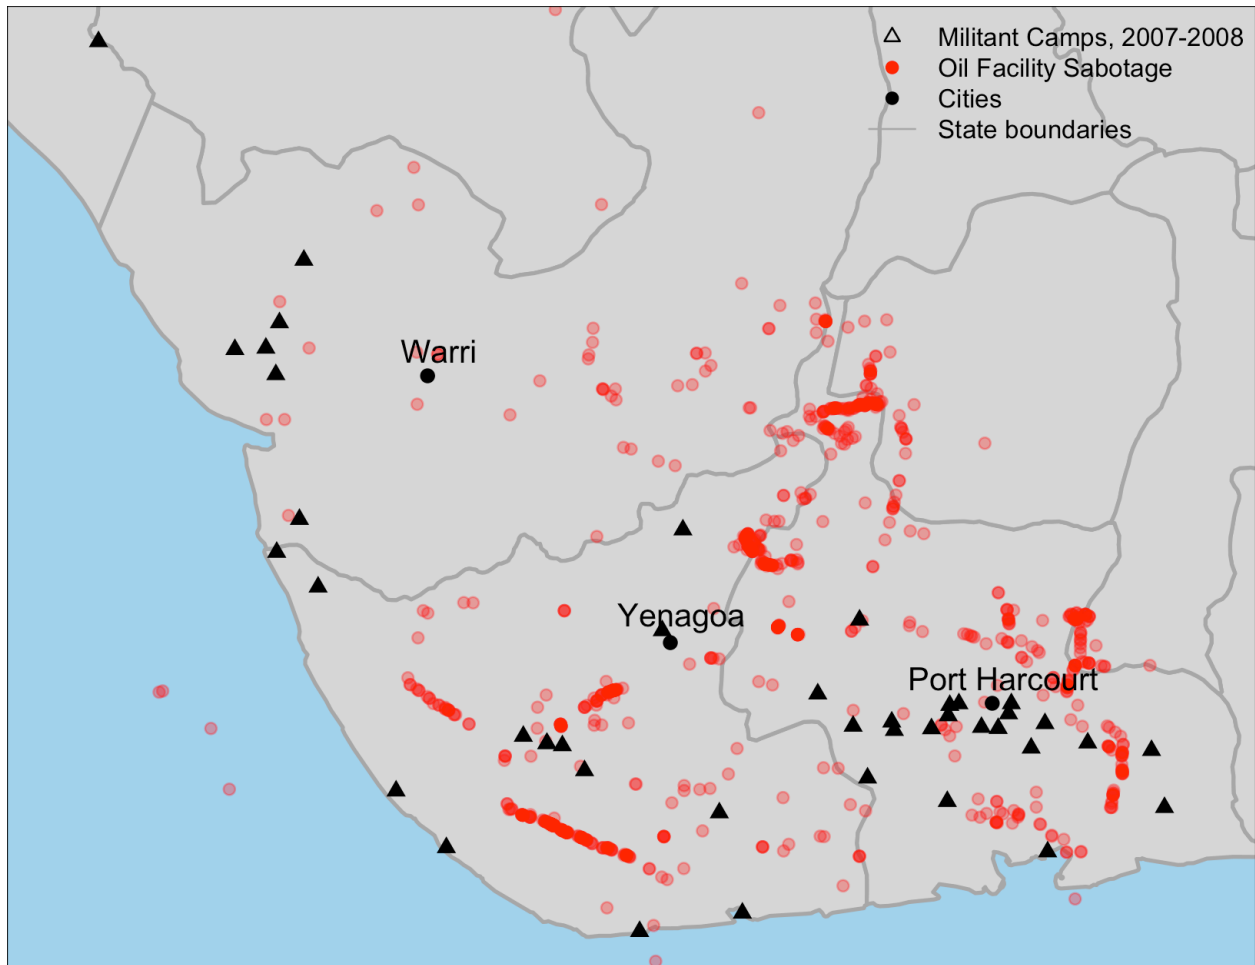 Militant Camps, 2007-2008
Oil Facility Sabotage
Cities
State boundaries
Warri
Yenagoa
Port Harcourt